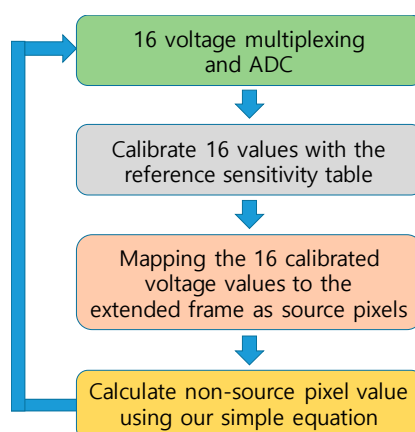 16 voltage multiplexing
and ADC
Calibrate 16 values with the
reference sensitivity table
Mapping the 16 calibrated
voltage values to the
extended frame as source pixels
Calculate non-source pixel value
using our simple equation